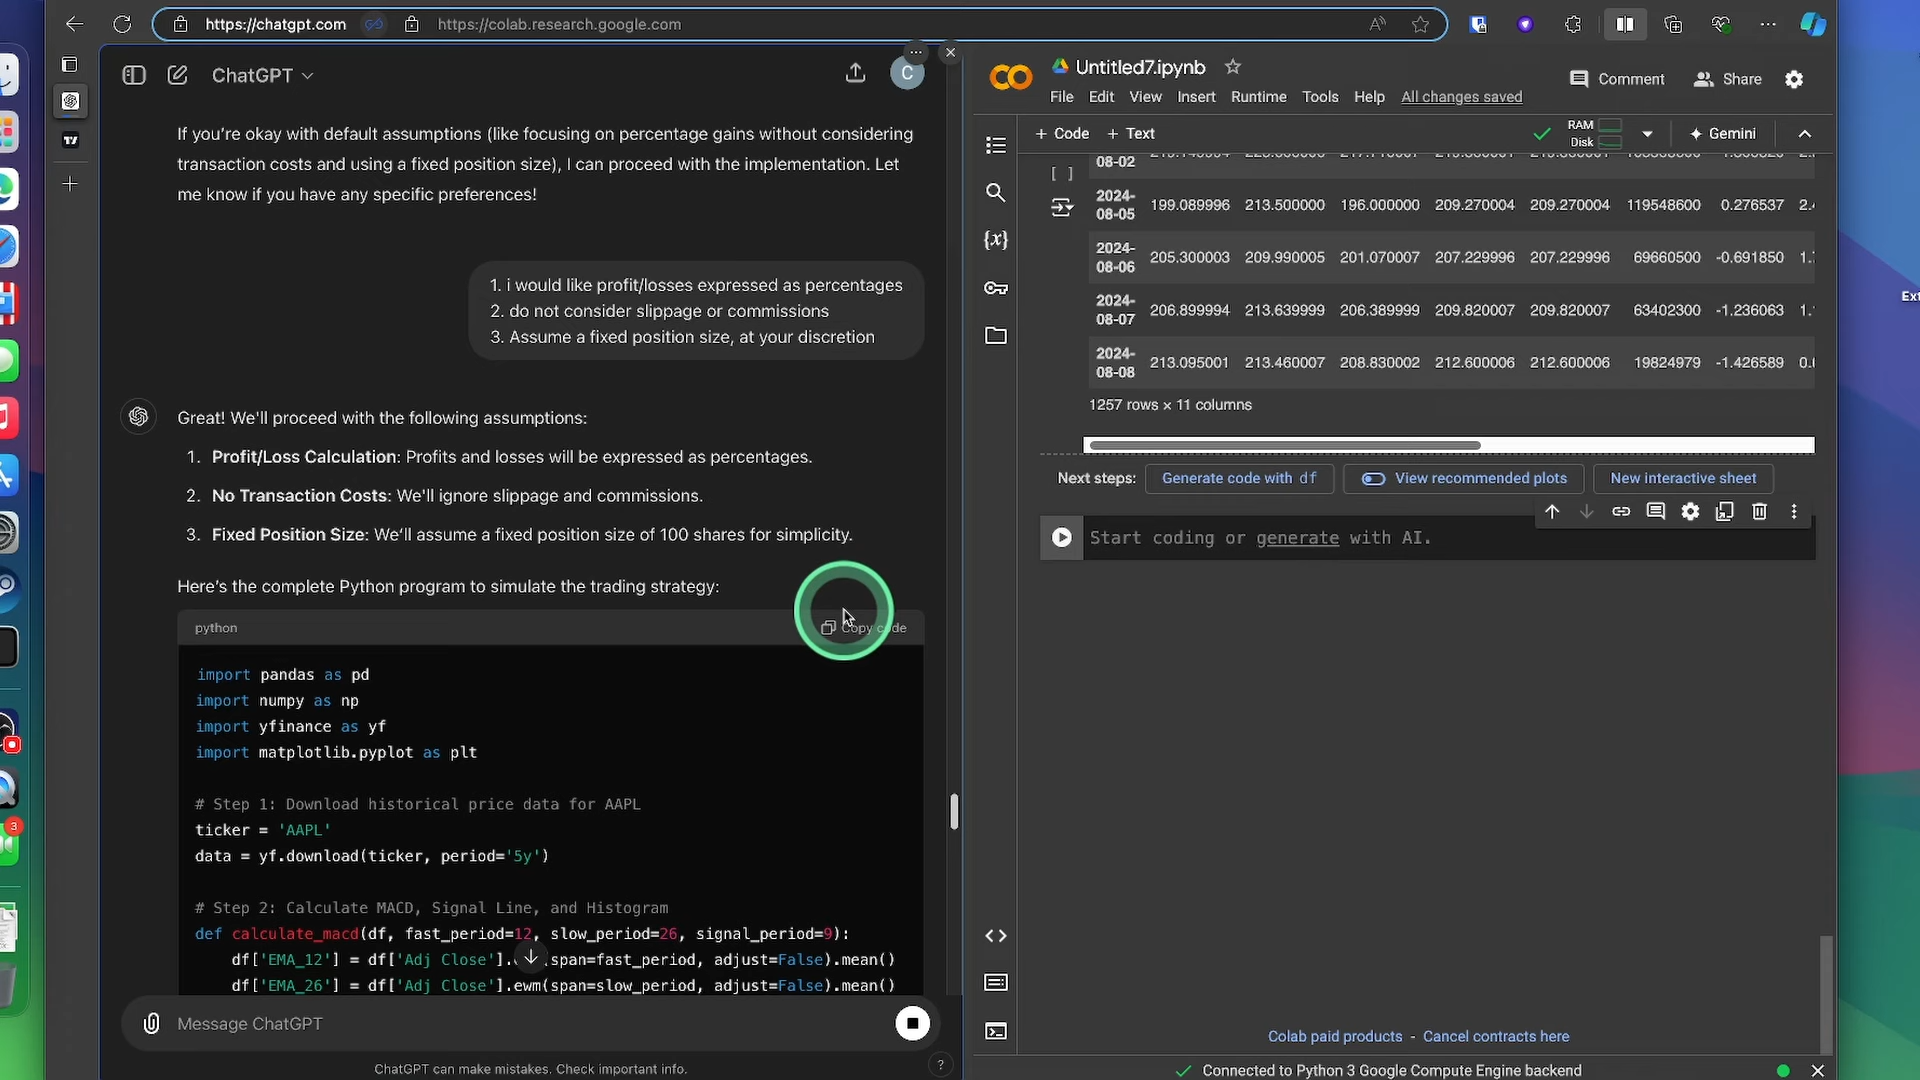 https://chatgpt.com
https://colab.research.google.com
ChatGPT
C
If you're okay with default assumptions (like focusing on percentage gains without considering
transaction costs and using a fixed position size), I can proceed with the implementation. Let
me know if you have any specific preferences!
1. i would like profit/losses expressed as percentages
2. do not consider slippage or commissions
3. Assume a fixed position size, at your discretion
Great! We'll proceed with the following assumptions:
1. Profit/Loss Calculation: Profits and losses will be expressed as percentages.
2. No Transaction Costs: We'll ignore slippage and commissions.
3. Fixed Position Size: We'll assume a fixed position size of 100 shares for simplicity.
Here's the complete Python program to simulate the trading strategy:
python
Copy code
import pandas as pd
import numpy as np
import yfinance as yf
import matplotlib.pyplot as plt
# Step 1: Download historical price data for AAPL
ticker = 'AAPL'
data = yf.download(ticker, period='5y')
# Step 2: Calculate MACD, Signal Line, and Histogram
def calculate_macd(df, fast_period=12, slow_period=26, signal_period=9):
df['EMA_12'] = df['Adj Close'].e (span=fast_period, adjust=False).mean()
df['EMA_26'] = df['Adj Close'].ewm(span=slow_period, adjust=False).mean()
Message ChatGPT
ChatGPT can make mistakes. Check important info.
?
Untitled7.ipynb
Comment
Share
File Edit View Insert Runtime Tools Help All changes saved
+ Code + Text
RAM
Disk
Gemini
08-02
[ ]
2024-
08-05 199.089996 213.500000 196.000000 209.270004 209.270004 119548600 0.276537
2024-
08-06 205.300003 209.990005 201.070007 207.229996 207.229996 69660500 -0.691850
2024-
08-07 206.899994 213.639999 206.389999 209.820007 209.820007 63402300 -1.236063
2024-
08-08 213.095001 213.460007 208.830002 212.600006 212.600006 19824979 -1.426589
1257 rows × 11 columns
Next steps: Generate code with df View recommended plots New interactive sheet
Start coding or generate with AI.
{x}
Colab paid products - Cancel contracts here
Connected to Python 3 Google Compute Engine backend
3
Ext